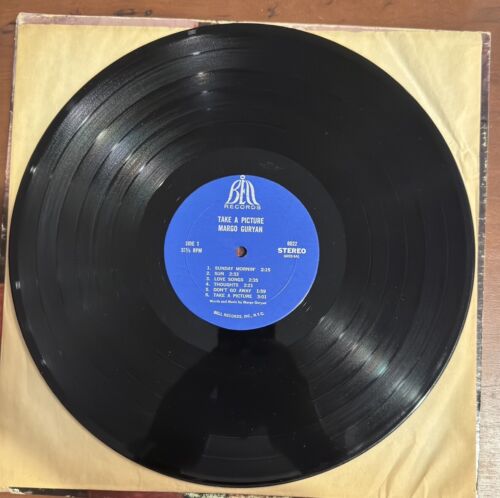 BELL
RECORDS
TAKE A PICTURE
MARGO GURYAN
SIDE 1 6022
33⅓ RPM STEREO
1. SUNDAY MORNIN' 2:15
2. SUN 2:33
3. LOVE SONGS 2:35
4. THOUGHTS 2:21
5. DON'T GO AWAY 1:59
6. TAKE A PICTURE 3:01
Words and Music by Margo Guryan
BELL RECORDS, INC., N.Y.C.